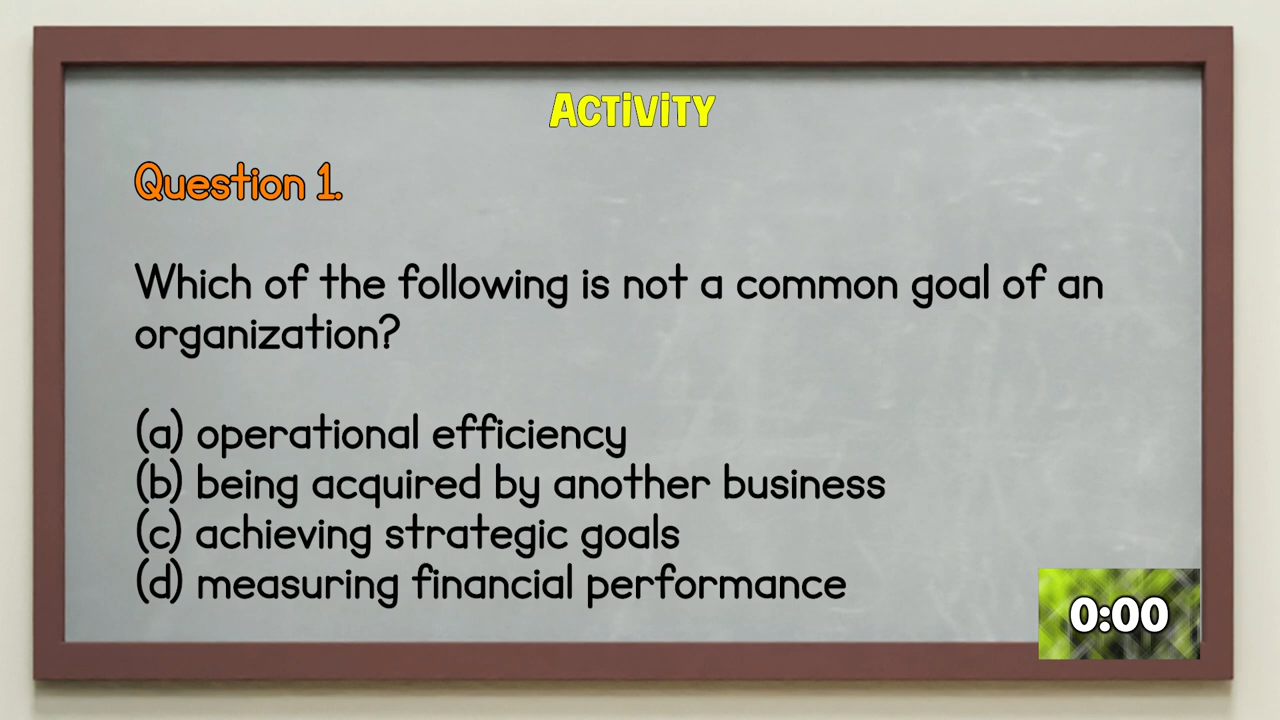 Activity
Question 1.
Which of the following is not a common goal of an
organization?
(a) operational efficiency
(b) being acquired by another business
(c) achieving strategic goals
(d) measuring financial performance
0:00